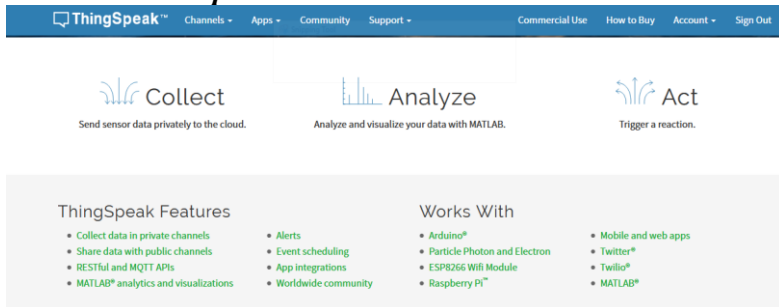 ThingSpeak™ Channels Apps Community Support Commercial Use How to Buy Account Sign Out
Collect
Send sensor data privately to the cloud.
Analyze
Analyze and visualize your data with MATLAB.
Act
Trigger a reaction.
ThingSpeak Features
• Collect data in private channels
• Share data with public channels
• RESTful and MQTT APIs
• MATLAB® analytics and visualizations
• Alerts
• Event scheduling
• App integrations
• Worldwide community
Works With
• Arduino®
• Particle Photon and Electron
• ESP8266 Wifi Module
• Raspberry Pi™
• Mobile and web apps
• Twitter®
• Twilio®
• MATLAB®